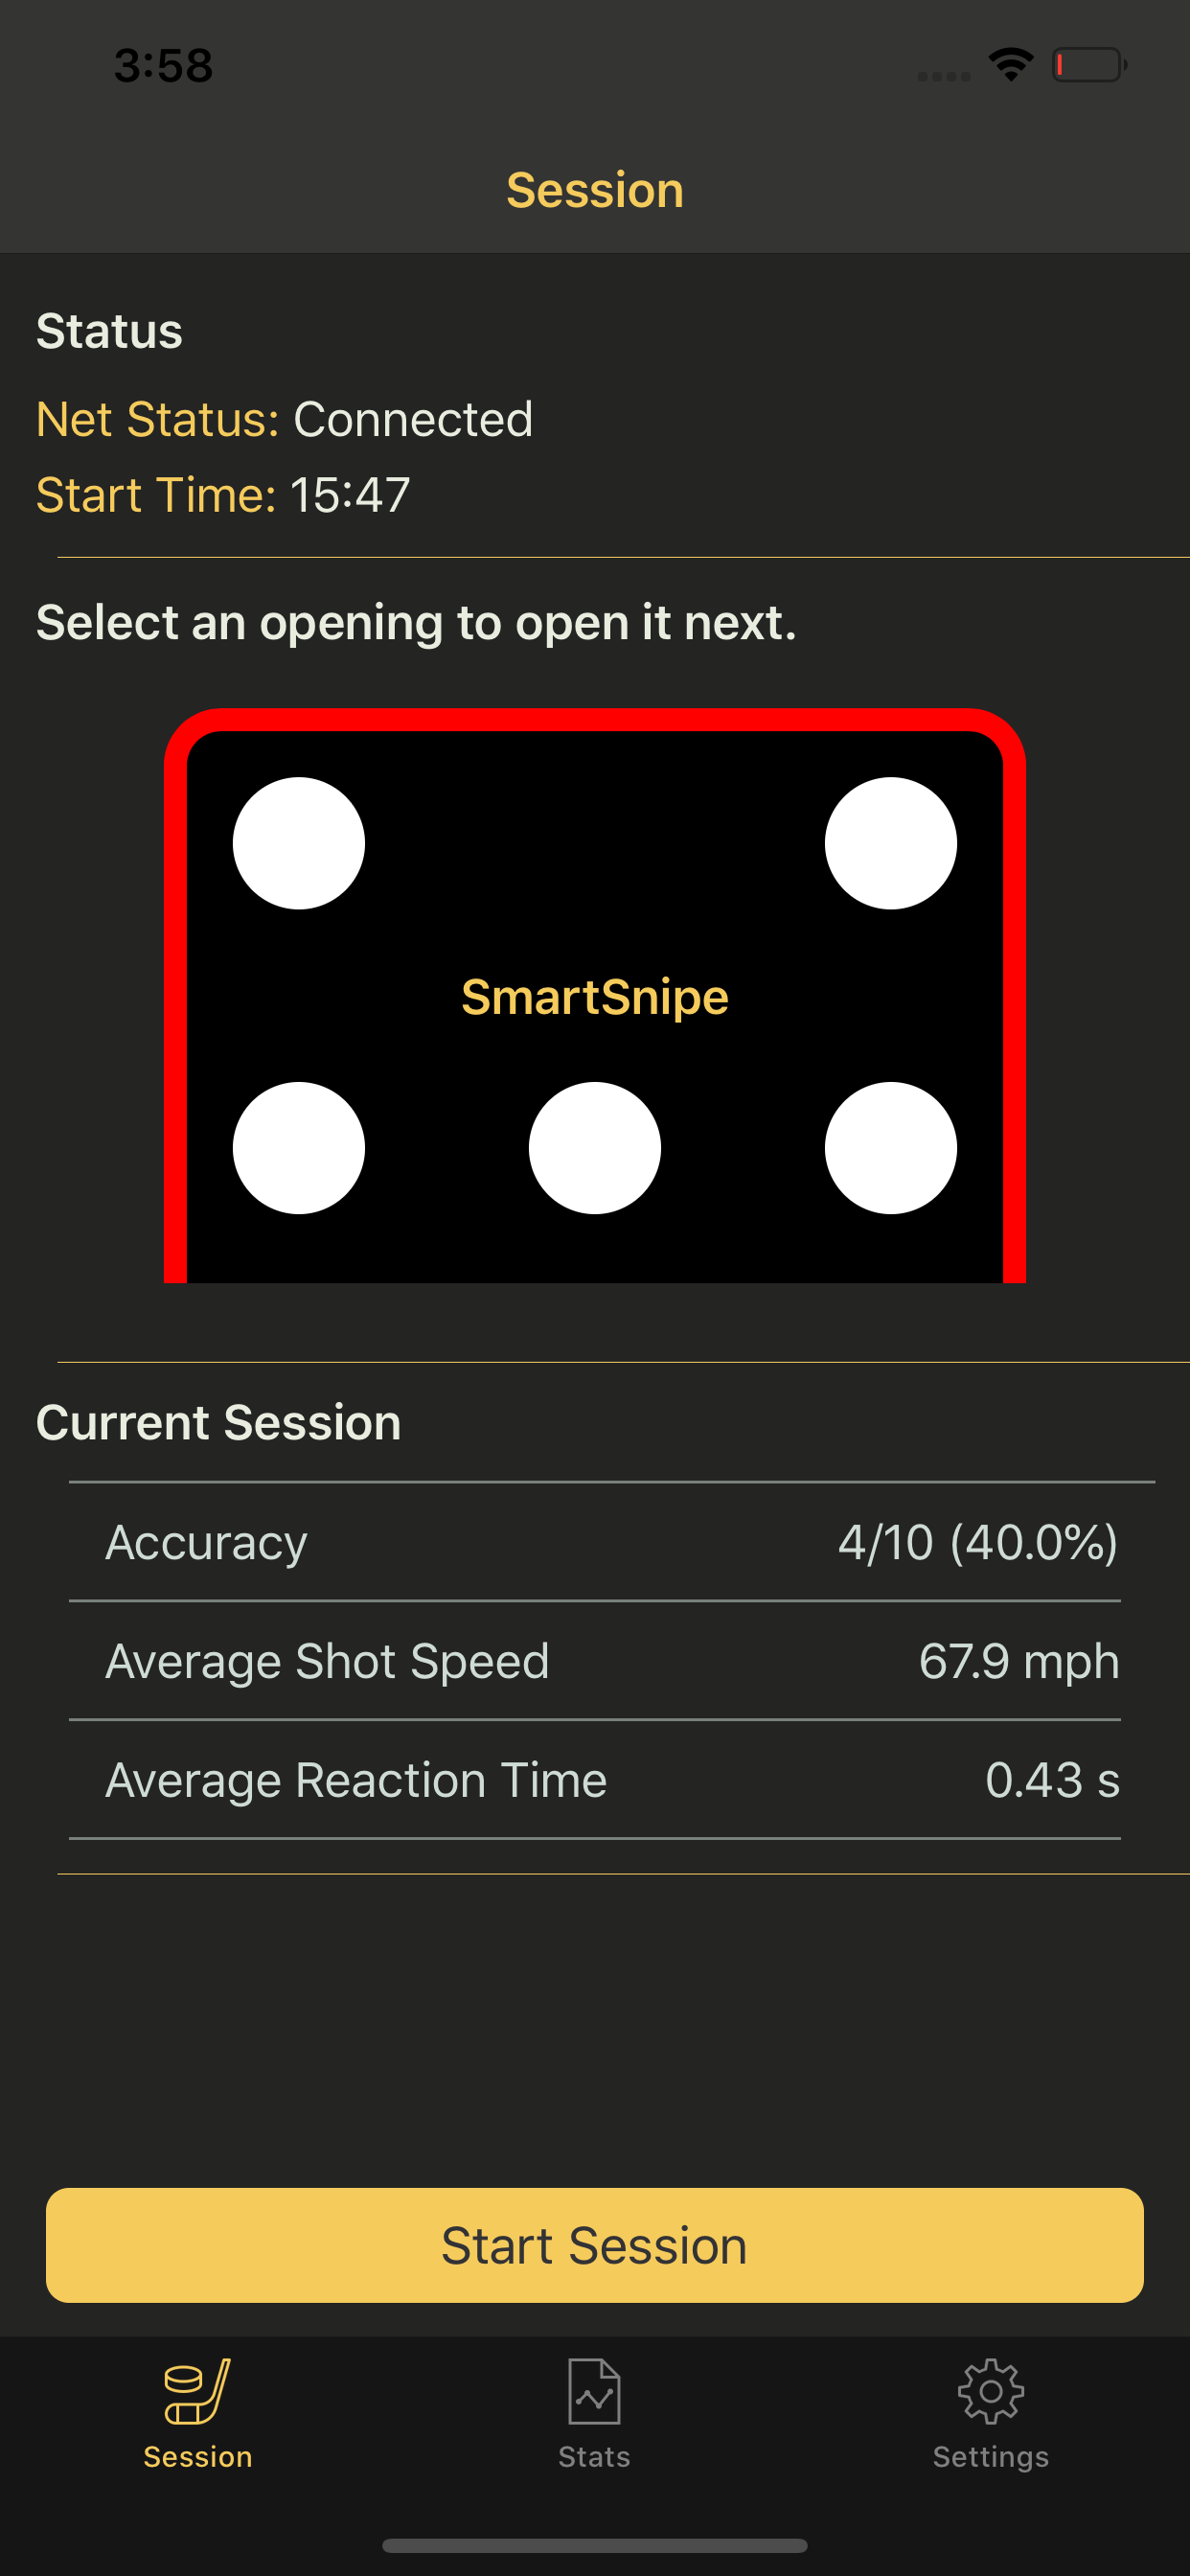 3:58
Session
Status
Net Status: Connected
Start Time: 15:47
Select an opening to open it next.
SmartSnipe
Current Session
Accuracy 4/10 (40.0%)
Average Shot Speed 67.9 mph
Average Reaction Time 0.43 s
Start Session
Session Stats Settings